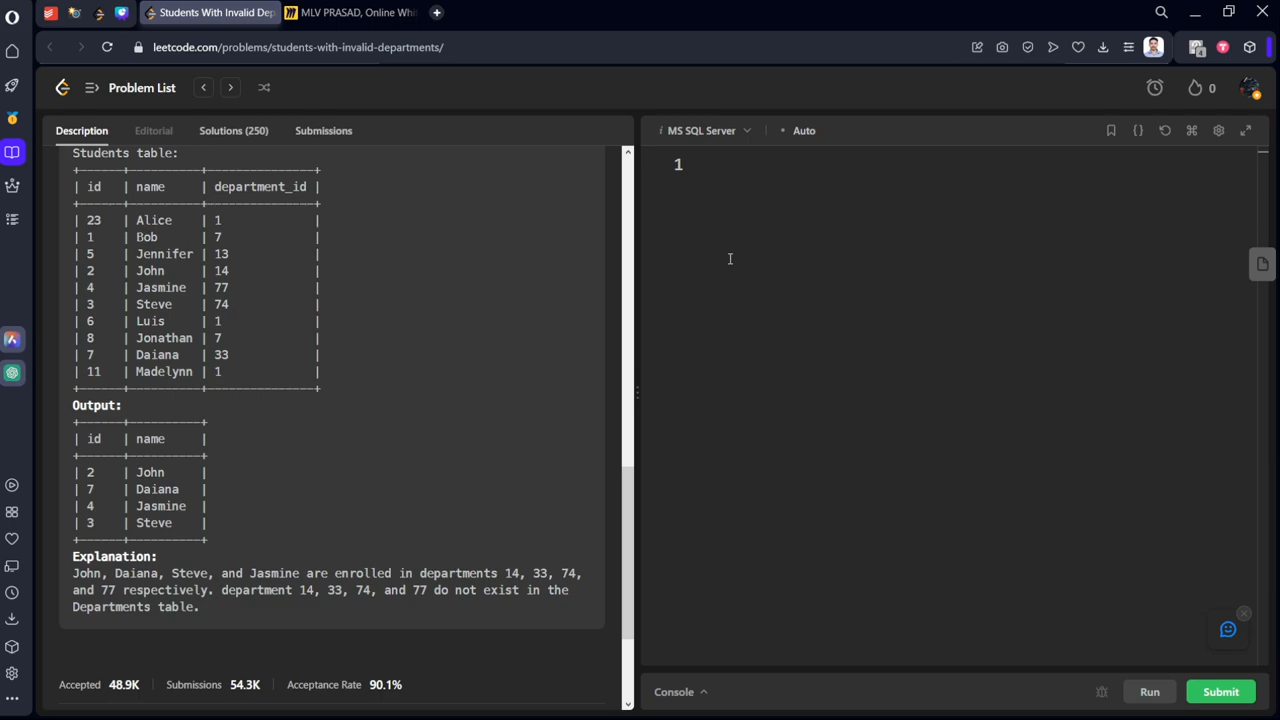 Students With Invalid Dep
MLV PRASAD, Online Whi
leetcode.com/problems/students-with-invalid-departments/
4
Problem List
0
Description
Editorial
Solutions (250)
Submissions
i MS SQL Server
• Auto
Students table:
+------+----------+---------------+
| id | name | department_id |
+------+----------+---------------+
| 23 | Alice | 1 |
| 1 | Bob | 7 |
| 5 | Jennifer | 13 |
| 2 | John | 14 |
| 4 | Jasmine | 77 |
| 3 | Steve | 74 |
| 6 | Luis | 1 |
| 8 | Jonathan | 7 |
| 7 | Daiana | 33 |
| 11 | Madelynn | 1 |
+------+----------+---------------+
Output:
+------+----------+
| id | name |
+------+----------+
| 2 | John |
| 7 | Daiana |
| 4 | Jasmine |
| 3 | Steve |
+------+----------+
Explanation:
John, Daiana, Steve, and Jasmine are enrolled in departments 14, 33, 74,
and 77 respectively. department 14, 33, 74, and 77 do not exist in the
Departments table.
Accepted 48.9K
Submissions 54.3K
Acceptance Rate 90.1%
1
Console
Run
Submit